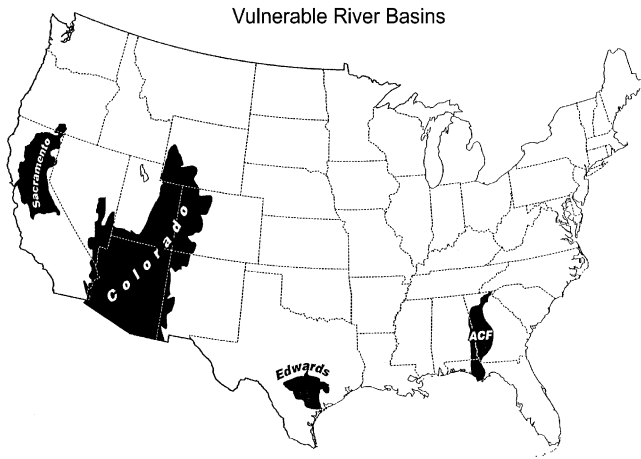 Vulnerable River Basins
Sacramento
Colorado
Edwards
ACF